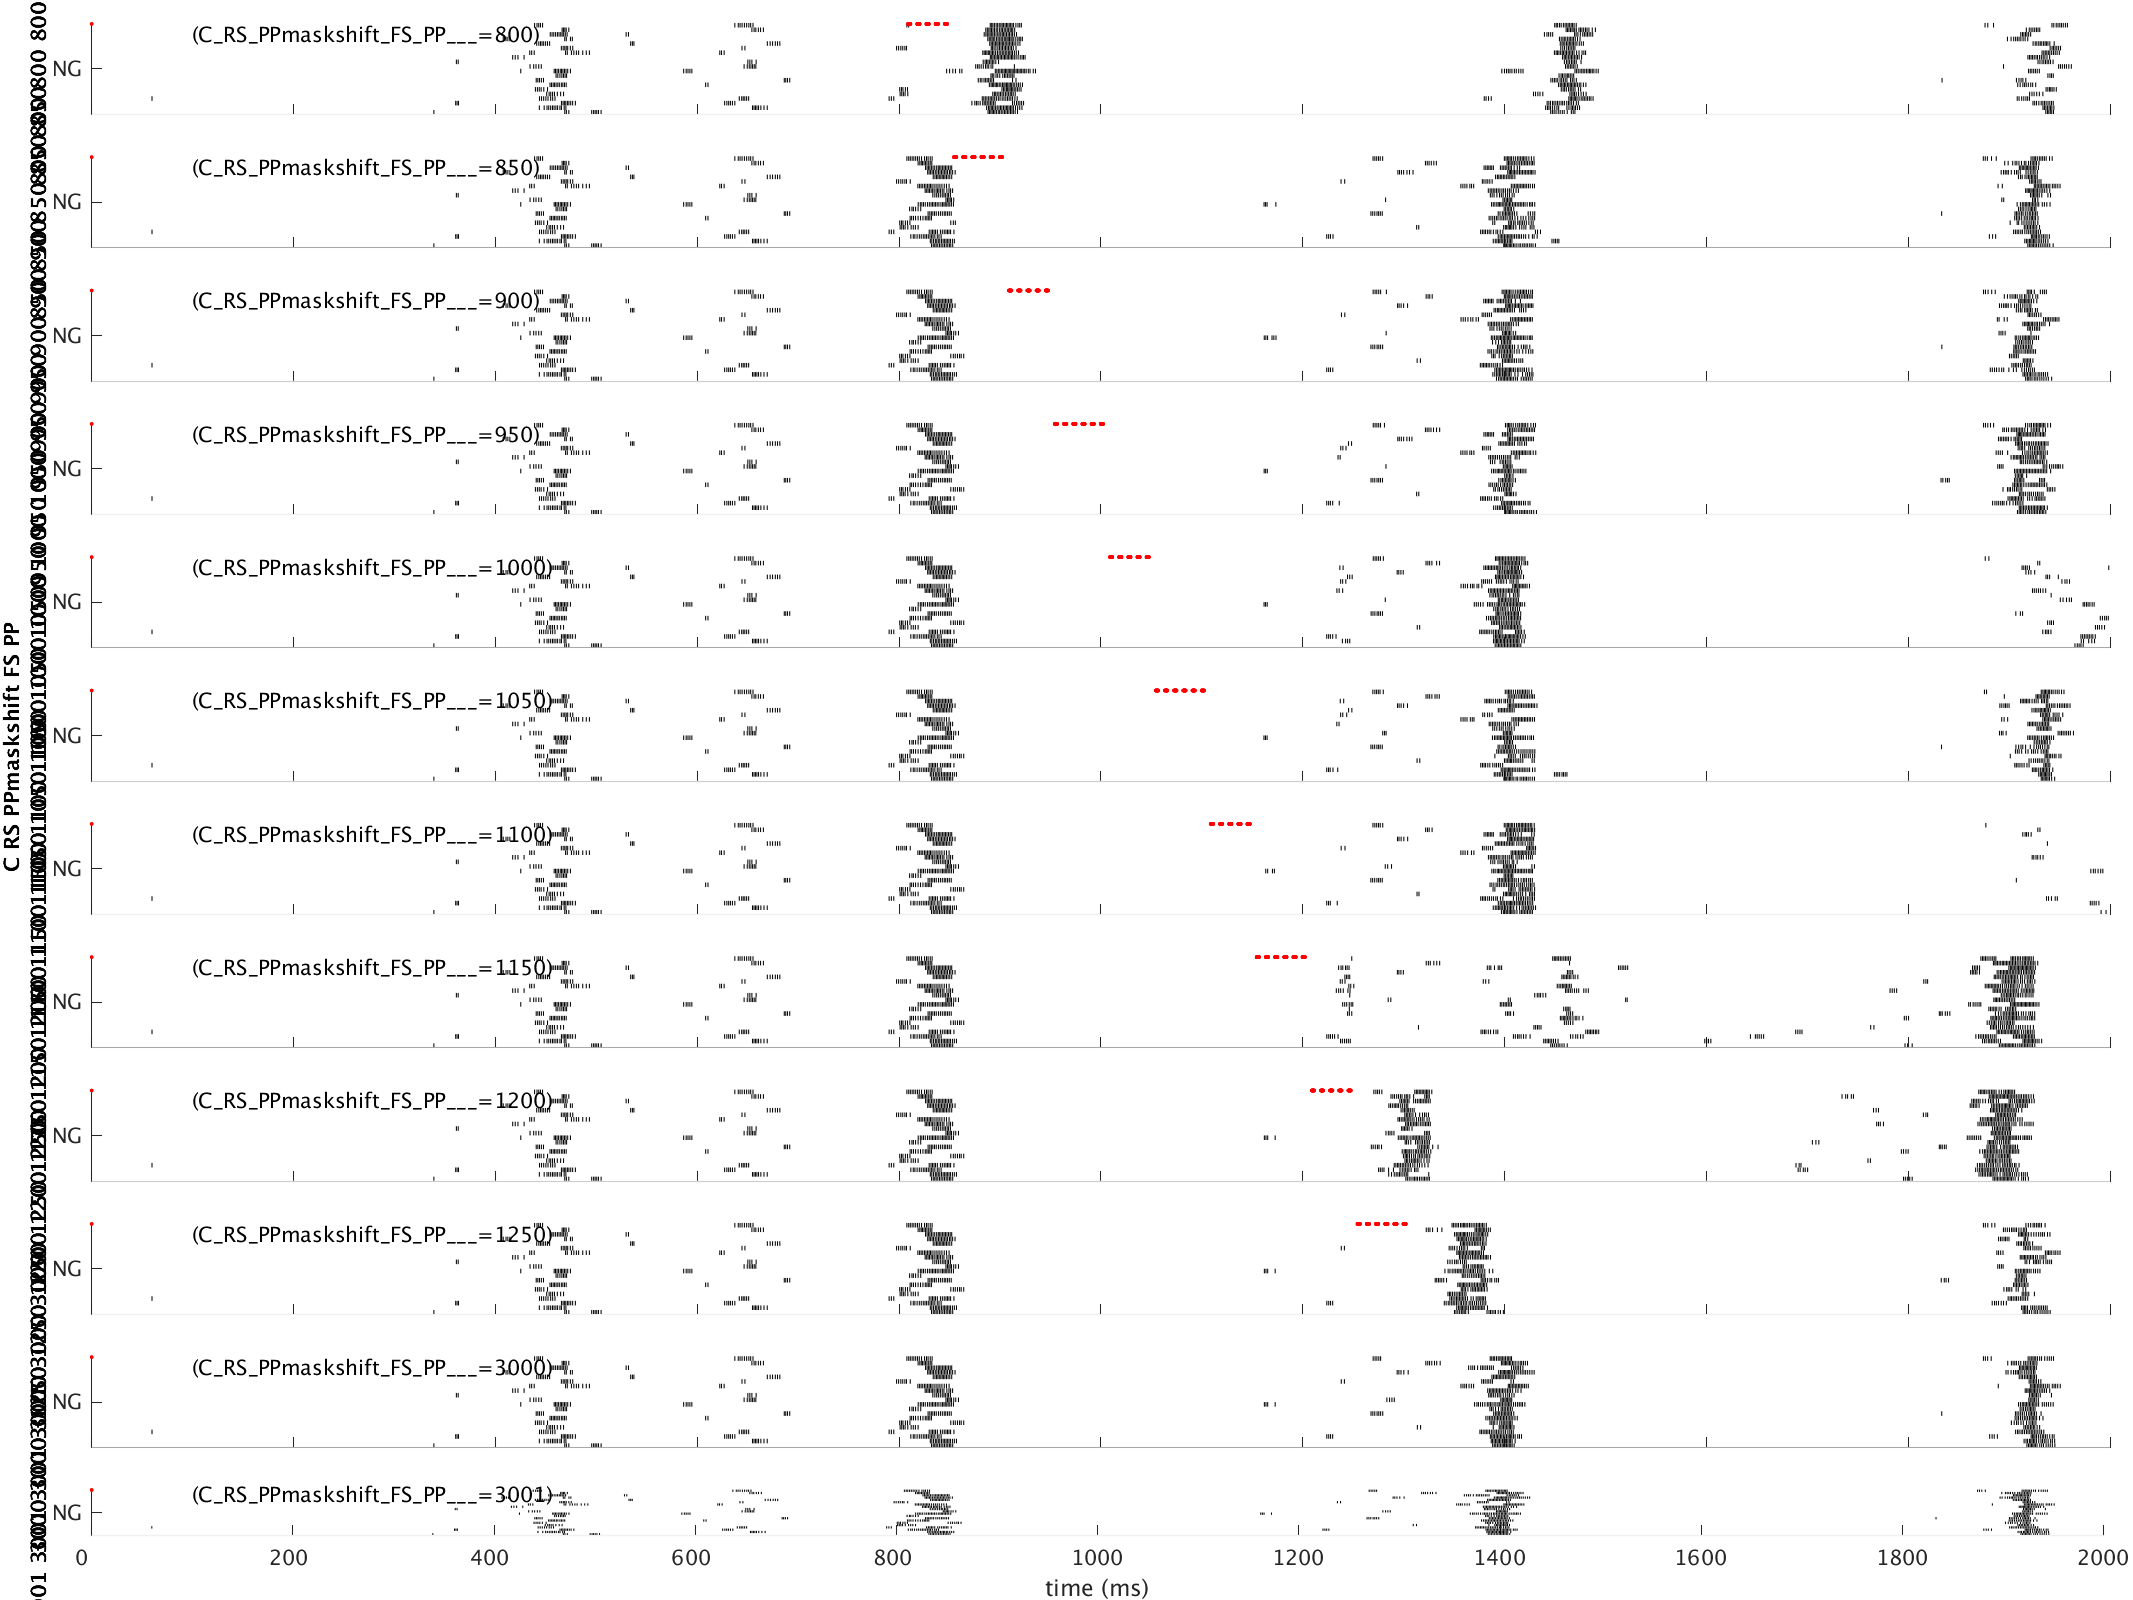 (C_RS_PPmaskshift_FS_PP___=800)
NG
(C_RS_PPmaskshift_FS_PP___=850)
NG
(C_RS_PPmaskshift_FS_PP___=900)
NG
(C_RS_PPmaskshift_FS_PP___=950)
NG
(C_RS_PPmaskshift_FS_PP___=1000)
NG
(C_RS_PPmaskshift_FS_PP___=1050)
NG
(C_RS_PPmaskshift_FS_PP___=1100)
NG
(C_RS_PPmaskshift_FS_PP___=1150)
NG
(C_RS_PPmaskshift_FS_PP___=1200)
NG
(C_RS_PPmaskshift_FS_PP___=1250)
NG
(C_RS_PPmaskshift_FS_PP___=3000)
NG
(C_RS_PPmaskshift_FS_PP___=3001)
NG
0 200 400 600 800 1000 1200 1400 1600 1800 2000
time (ms)
C RS PPmaskshift FS PP